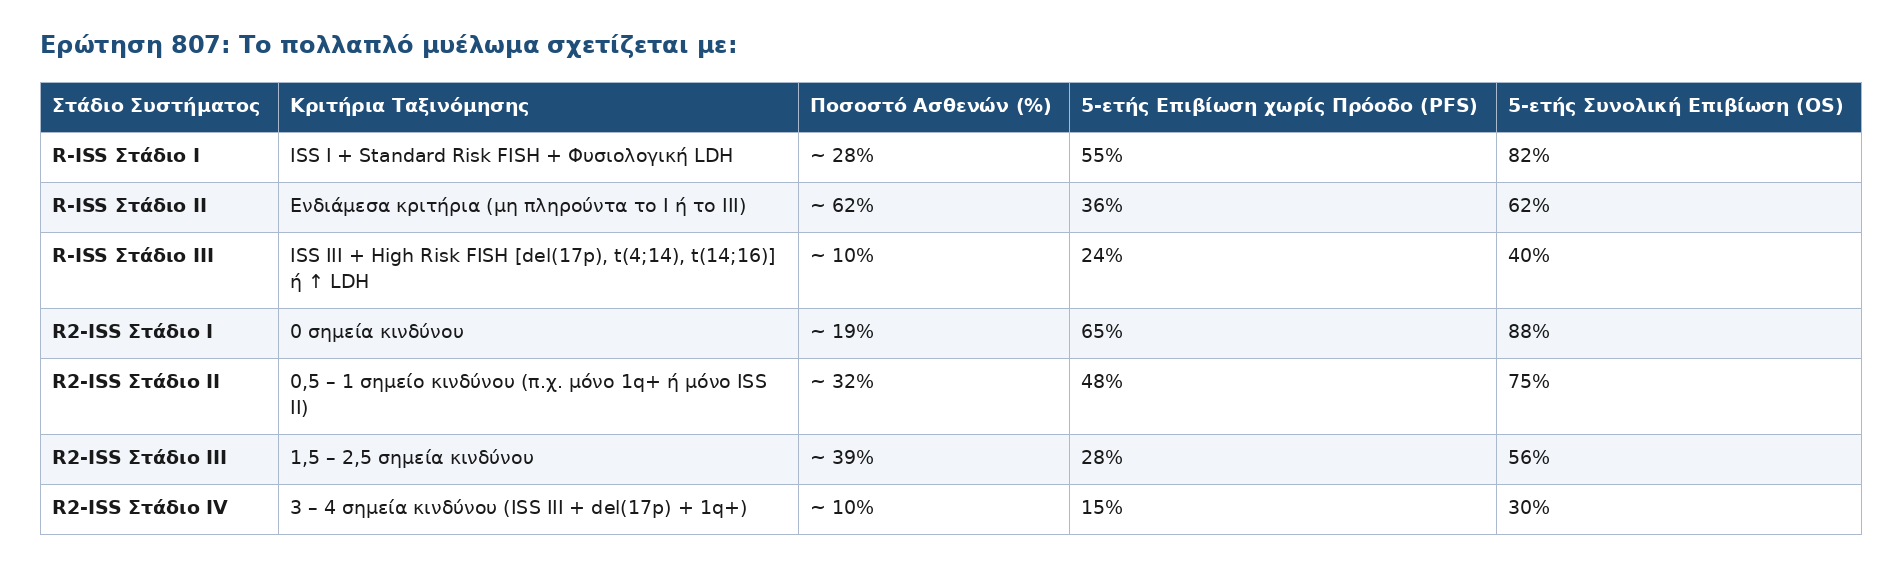 Ερώτηση 807: Το πολλαπλό μυέλωμα σχετίζεται με:
Στάδιο Συστήματος Κριτήρια Ταξινόμησης Ποσοστό Ασθενών (%) 5-ετής Επιβίωση χωρίς Πρόοδο (PFS) 5-ετής Συνολική Επιβίωση (OS)
R-ISS Στάδιο I ISS I + Standard Risk FISH + Φυσιολογική LDH ~ 28% 55% 82%
R-ISS Στάδιο II Ενδιάμεσα κριτήρια (μη πληρούντα το I ή το III) ~ 62% 36% 62%
R-ISS Στάδιο III ISS III + High Risk FISH [del(17p), t(4;14), t(14;16)] ~ 10% 24% 40%
ή ↑ LDH
R2-ISS Στάδιο I 0 σημεία κινδύνου ~ 19% 65% 88%
R2-ISS Στάδιο II 0,5 – 1 σημείο κινδύνου (π.χ. μόνο 1q+ ή μόνο ISS ~ 32% 48% 75%
II)
R2-ISS Στάδιο III 1,5 – 2,5 σημεία κινδύνου ~ 39% 28% 56%
R2-ISS Στάδιο IV 3 – 4 σημεία κινδύνου (ISS III + del(17p) + 1q+) ~ 10% 15% 30%